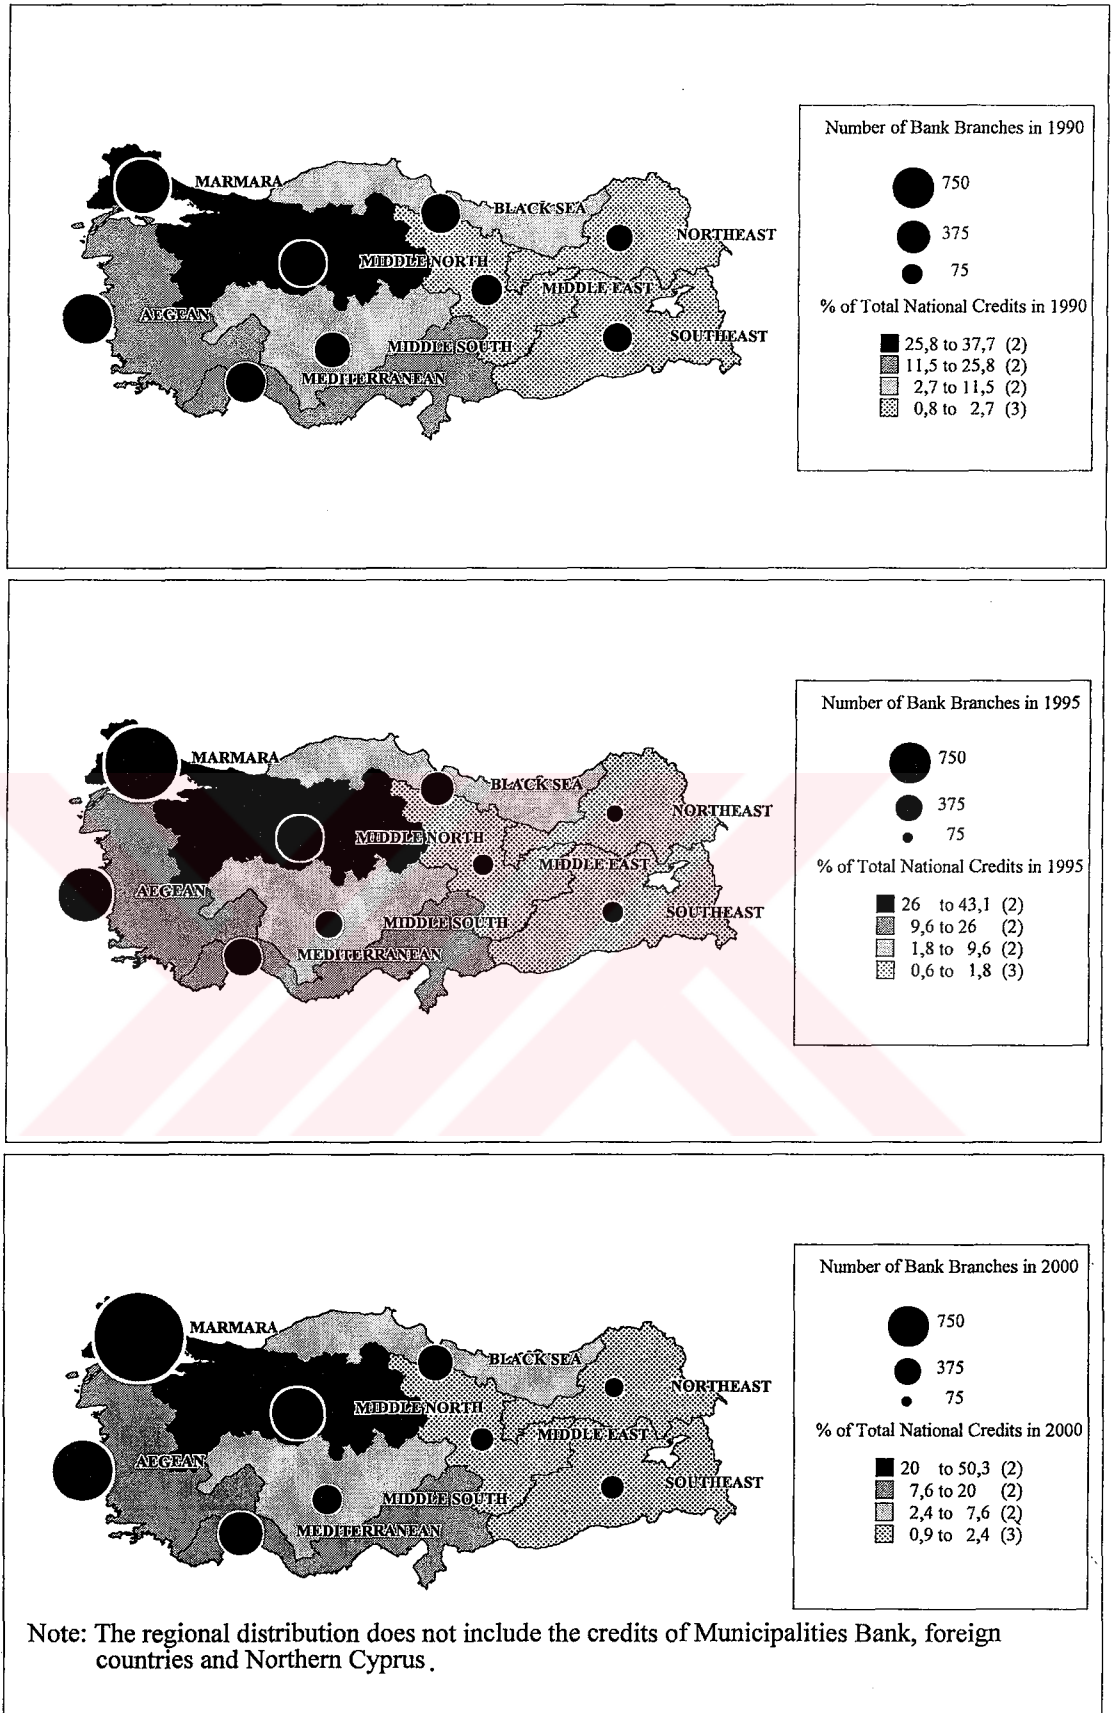 Number of Bank Branches in 1990
750
375
75
% of Total National Credits in 1990
25,8 to 37,7 (2)
11,5 to 25,8 (2)
2,7 to 11,5 (2)
0,8 to 2,7 (3)
MARMARA
BLACK SEA
NORTHEAST
MIDDLE NORTH
MIDDLE EAST
AEGEAN
SOUTHEAST
MIDDLE SOUTH
MEDITERRANEAN
Number of Bank Branches in 1995
750
375
75
% of Total National Credits in 1995
26 to 43,1 (2)
9,6 to 26 (2)
1,8 to 9,6 (2)
0,6 to 1,8 (3)
MARMARA
BLACK SEA
NORTHEAST
MIDDLE NORTH
MIDDLE EAST
AEGEAN
SOUTHEAST
MIDDLE SOUTH
MEDITERRANEAN
Number of Bank Branches in 2000
750
375
75
% of Total National Credits in 2000
20 to 50,3 (2)
7,6 to 20 (2)
2,4 to 7,6 (2)
0,9 to 2,4 (3)
MARMARA
BLACK SEA
NORTHEAST
MIDDLE NORTH
MIDDLE EAST
AEGEAN
SOUTHEAST
MIDDLE SOUTH
MEDITERRANEAN
Note: The regional distribution does not include the credits of Municipalities Bank, foreign
countries and Northern Cyprus.